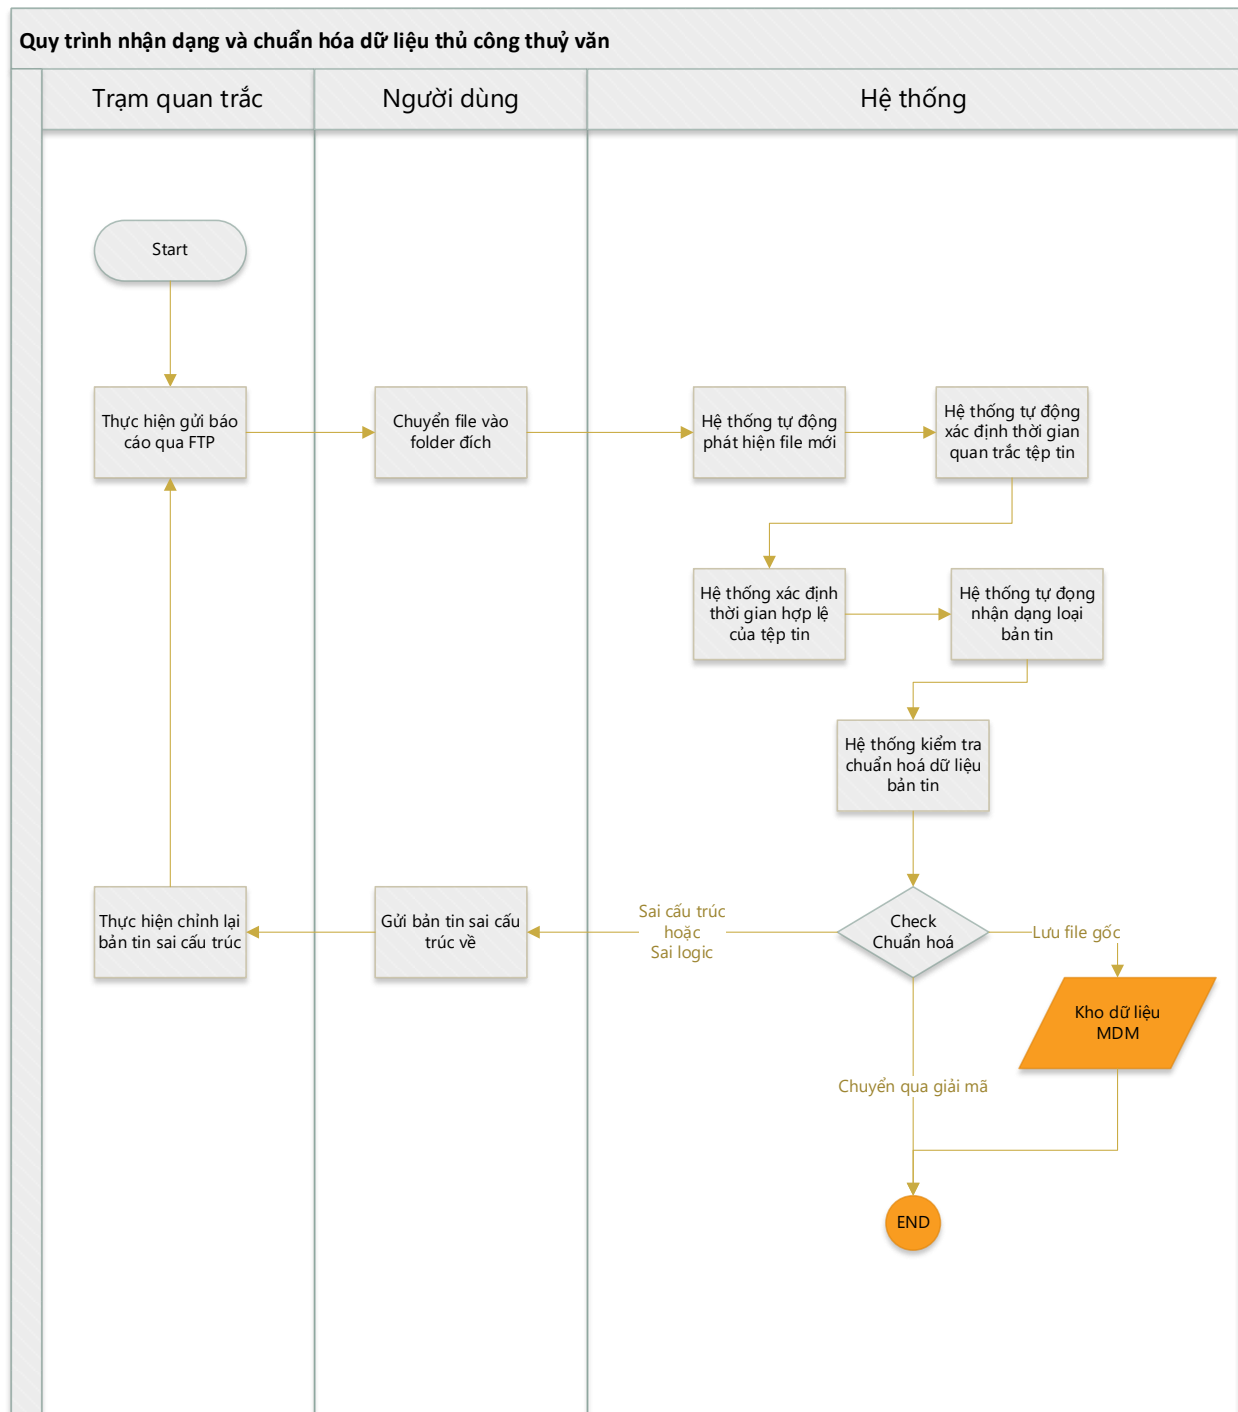 Quy trình nhận dạng và chuẩn hóa dữ liệu thủ công thuỷ văn
Trạm quan trắc
Người dùng
Hệ thống
Start
Thực hiện gửi báo
cáo qua FTP
Chuyển file vào
folder đích
Hệ thống tự động
phát hiện file mới
Hệ thống tự động
xác định thời gian
quan trắc tệp tin
Hệ thống xác định
thời gian hợp lệ
của tệp tin
Hệ thống tự đọng
nhận dạng loại
bản tin
Hệ thống kiểm tra
chuẩn hoá dữ liệu
bản tin
Thực hiện chỉnh lại
bản tin sai cấu trúc
Gửi bản tin sai cấu
trúc về
Sai cấu trúc
hoặc
Sai logic
Check
Chuẩn hoá
Lưu file gốc
Kho dữ liệu
MDM
Chuyển qua giải mã
END